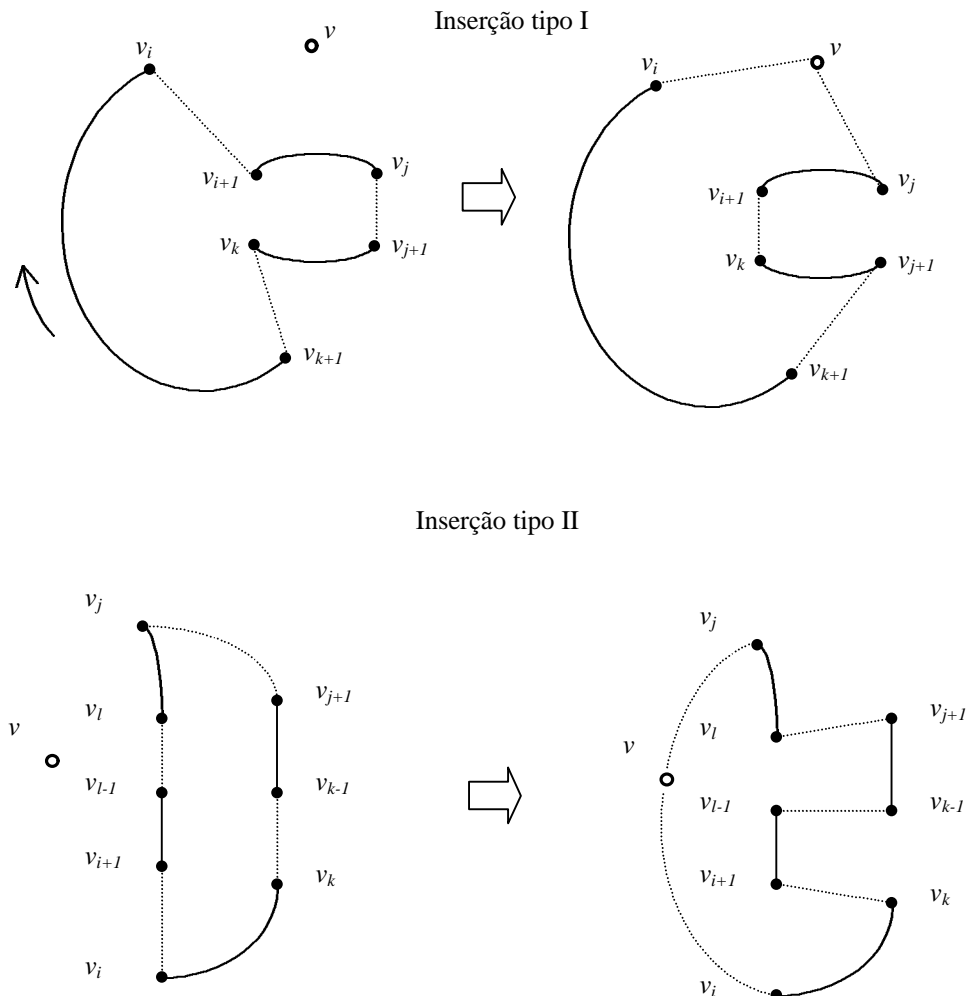 Inserção tipo I
v
v
v_i
v_i
v_{i+1}
v_j
v_{i+1}
v_j
v_k
v_{j+1}
v_k
v_{j+1}
v_{k+1}
v_{k+1}
Inserção tipo II
v_j
v_j
v_l
v_{j+1}
v_l
v_{j+1}
v
v
v_{l-1}
v_{k-1}
v_{l-1}
v_{k-1}
v_{i+1}
v_k
v_{i+1}
v_k
v_i
v_i